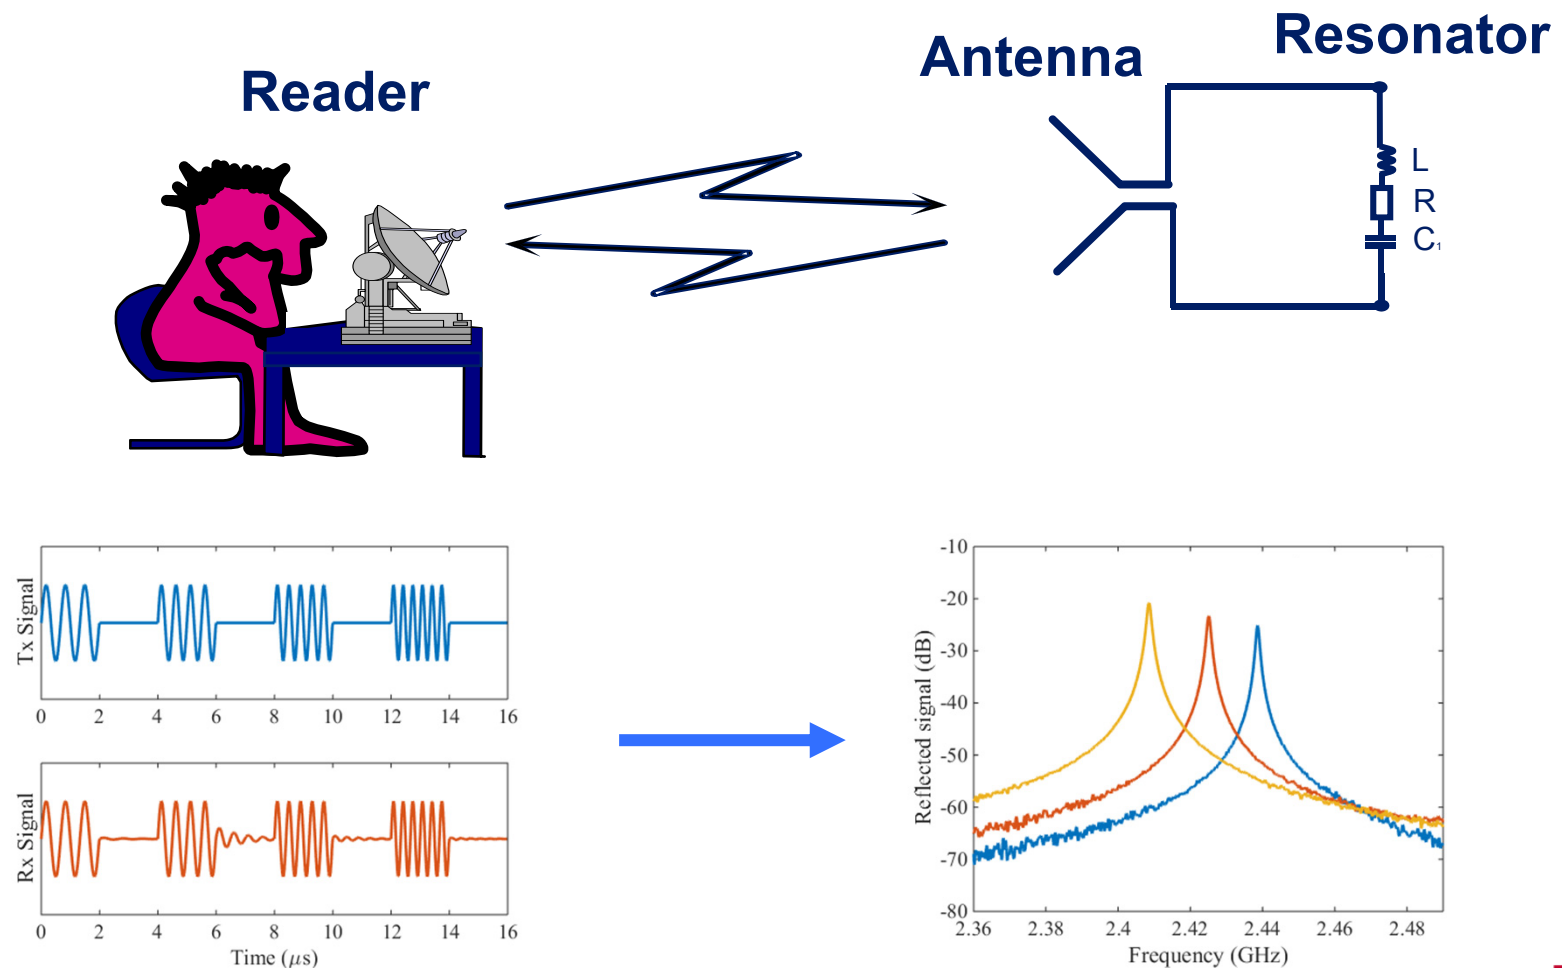 Reader
Antenna
Resonator
L
R
C1
Tx Signal
0 2 4 6 8 10 12 14 16
Rx Signal
0 2 4 6 8 10 12 14 16
Time (μs)
Reflected signal (dB)
-10
-20
-30
-40
-50
-60
-70
-80
2.36 2.38 2.4 2.42 2.44 2.46 2.48
Frequency (GHz)